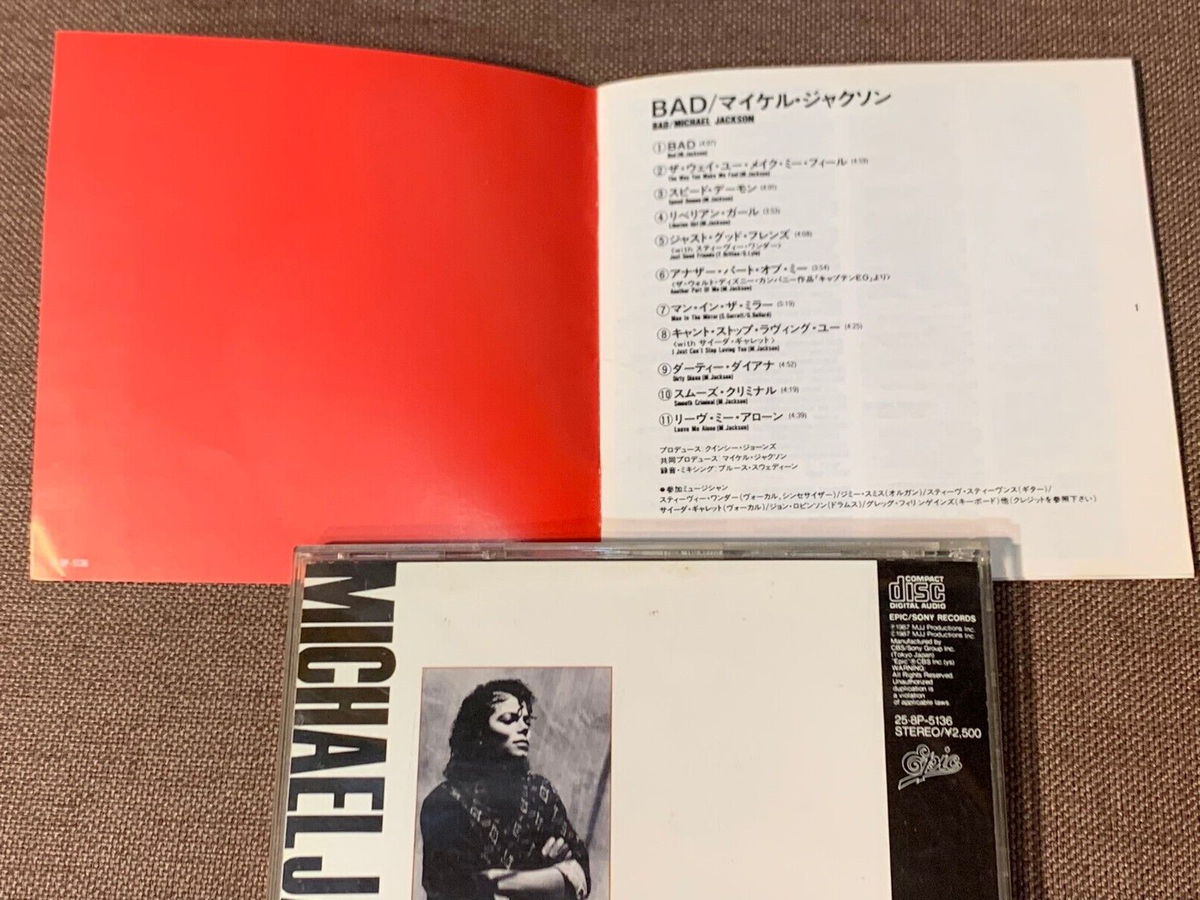 BAD/マイケル・ジャクソン
BAD/MICHAEL JACKSON
①BAD (4:07)
Bad(M.Jackson)
②ザ・ウェイ・ユー・メイク・ミー・フィール (4:59)
The Way You Make Me Feel(M.Jackson)
③スピード・デーモン (4:01)
Speed Demon(M.Jackson)
④リベリアン・ガール (3:53)
Liberian Girl(M.Jackson)
⑤ジャスト・グッド・フレンズ (4:08)
〈with スティーヴィー・ワンダー〉
Just Good Friends(T.Britten/G.Lyle)
⑥アナザー・パート・オブ・ミー (3:54)
〈ザ・ウォルト・ディズニー・カンパニー作品「キャプテンEO」より〉
Another Part Of Me(M.Jackson)
⑦マン・イン・ザ・ミラー (5:19)
Man In The Mirror(S.Garrett/G.Ballard)
⑧キャント・ストップ・ラヴィング・ユー (4:25)
〈with サイーダ・ギャレット〉
I Just Can't Stop Loving You(M.Jackson)
⑨ダーティー・ダイアナ (4:52)
Dirty Diana(M.Jackson)
⑩スムーズ・クリミナル (4:19)
Smooth Criminal(M.Jackson)
⑪リーヴ・ミー・アローン (4:39)
Leave Me Alone(M.Jackson)
プロデュース:クインシー・ジョーンズ
共同プロデュース:マイケル・ジャクソン
録音・ミキシング:ブルース・スウェディーン
●参加ミュージシャン
スティーヴィー・ワンダー(ヴォーカル,シンセサイザー)/ジミー・スミス(オルガン)/スティーヴ・スティーヴンス(ギター)/
サイーダ・ギャレット(ヴォーカル)/ジョン・ロビンソン(ドラムス)/グレッグ・フィリンゲインズ(キーボード)他(クレジットを参照下さい)
1
8P-5136
MICHAEL JA
COMPACT
disc
DIGITAL AUDIO
EPIC/SONY RECORDS
Ⓟ1987 MJJ Productions Inc.
©1987 MJJ Productions Inc.
Manufactured by
CBS/Sony Group Inc.
(Tokyo Japan)
"Epic"®CBS Inc.(ys)
WARNING:
All Rights Reserved.
Unauthorized
duplication is
a violation
of applicable laws.
25·8P-5136
STEREO/¥2,500
Epic